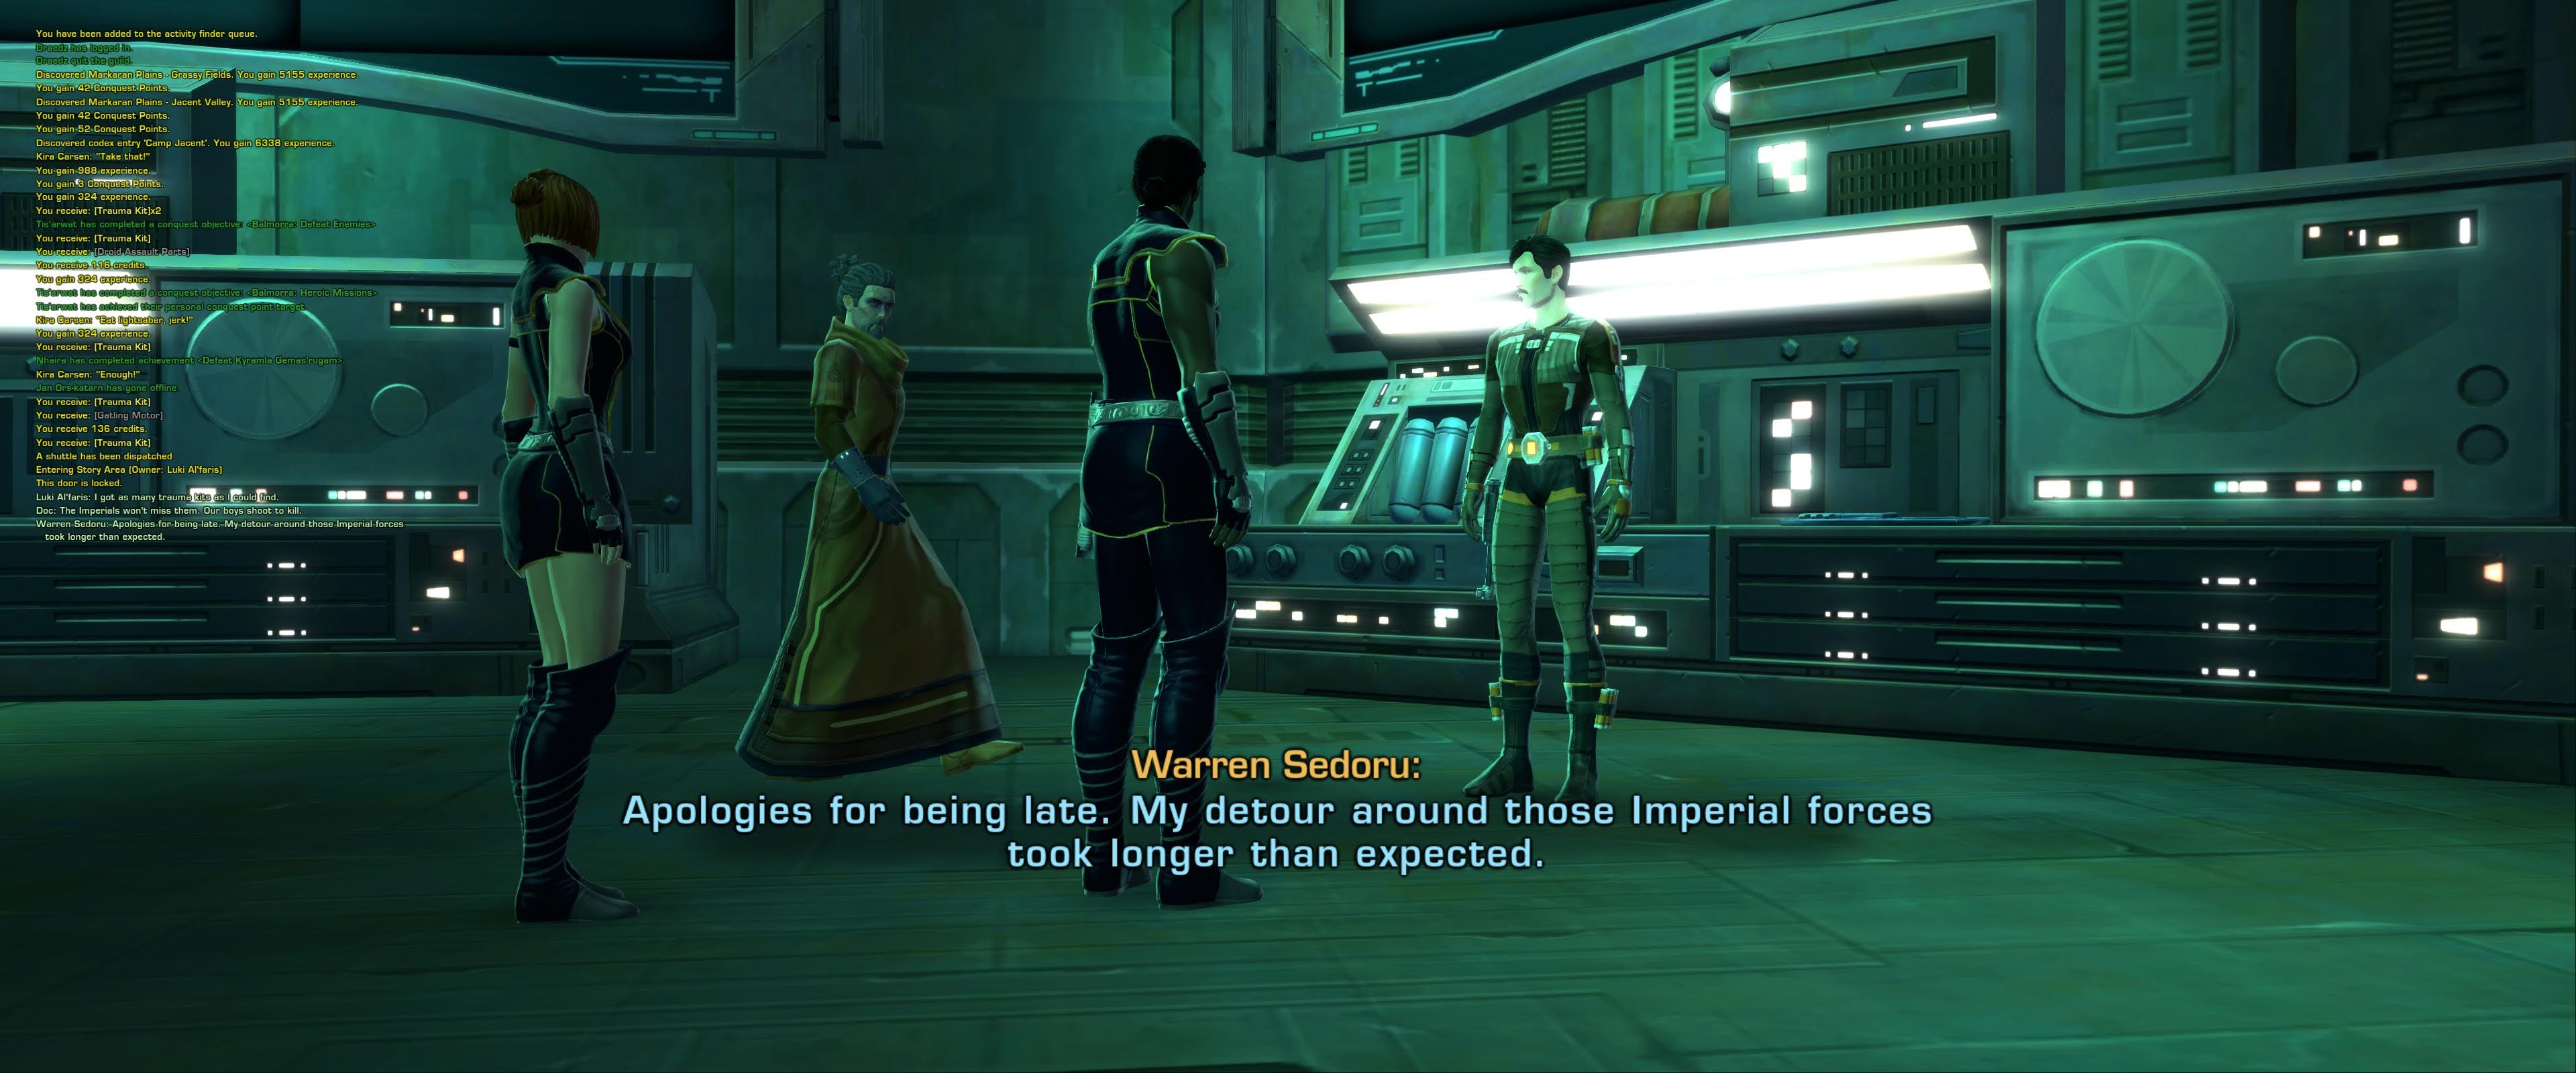 You have been added to the activity finder queue.
Draedz has logged in.
Draedz quit the guild.
Discovered Markaran Plains - Grassy Fields. You gain 5155 experience.
You gain 42 Conquest Points.
Discovered Markaran Plains - Jacent Valley. You gain 5155 experience.
You gain 42 Conquest Points.
You gain 52 Conquest Points.
Discovered codex entry 'Camp Jacent'. You gain 6338 experience.
Kira Carsen: "Take that!"
You gain 988 experience.
You gain 3 Conquest Points.
You gain 324 experience.
You receive: [Trauma Kit]x2
Tis'arwat has completed a conquest objective: <Balmorra: Defeat Enemies>
You receive: [Trauma Kit]
You receive: [Droid Assault Parts]
You receive 116 credits.
You gain 324 experience.
Tis'arwat has completed a conquest objective: <Balmorra: Heroic Missions>
Tis'arwat has achieved their personal conquest point target.
Kira Carsen: "Eat lightsaber, jerk!"
You gain 324 experience.
You receive: [Trauma Kit]
Nhaira has completed achievement <Defeat Kyramla Gemas'rugam>.
Kira Carsen: "Enough!"
Jan Ors-katarn has gone offline.
You receive: [Trauma Kit]
You receive: [Gatling Motor]
You receive 136 credits.
You receive: [Trauma Kit]
A shuttle has been dispatched
Entering Story Area (Owner: Luki Al'faris)
This door is locked.
Luki Al'faris: I got as many trauma kits as I could find.
Doc: The Imperials won't miss them. Our boys shoot to kill.
Warren Sedoru: Apologies for being late. My detour around those Imperial forces
took longer than expected.
Warren Sedoru:
Apologies for being late. My detour around those Imperial forces
took longer than expected.